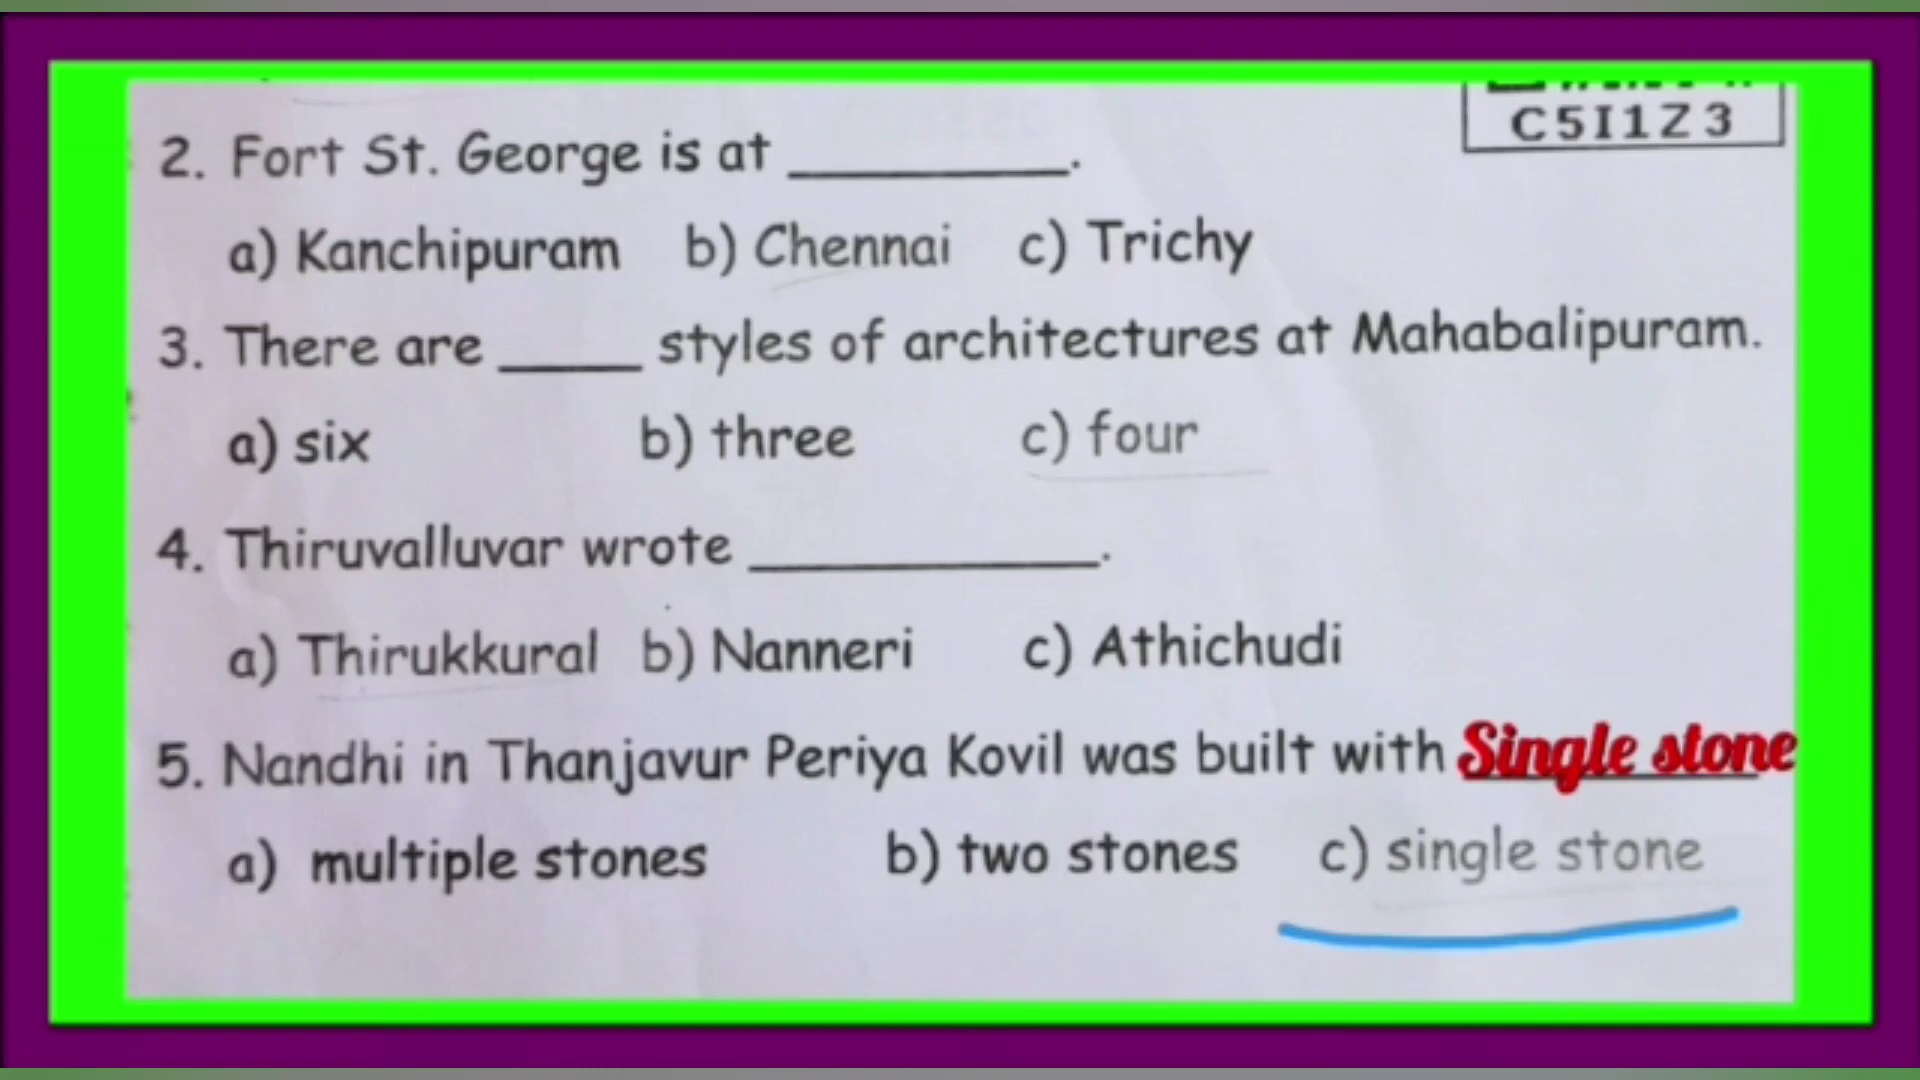 C5I1Z3
2. Fort St. George is at __________.
a) Kanchipuram b) Chennai c) Trichy
3. There are _____ styles of architectures at Mahabalipuram.
a) six b) three c) four
4. Thiruvalluvar wrote ____________.
a) Thirukkural b) Nanneri c) Athichudi
5. Nandhi in Thanjavur Periya Kovil was built with Single stone
a) multiple stones b) two stones c) single stone